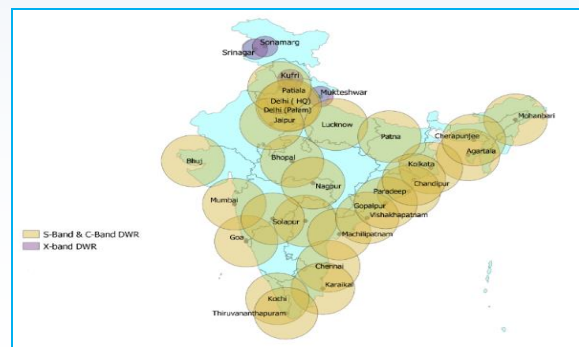 Sonamarg
Srinagar
Kufri
Patiala
Mukteshwar
Delhi ( HQ)
Delhi (Palam)
Jaipur
Lucknow
Patna
Mohanbari
Cherapunjee
Agartala
Bhuj
Bhopal
Kolkata
Nagpur
Chandipur
Paradeep
Mumbai
Gopalpur
Vishakhapatnam
Solapur
Machilipatnam
Goa
S-Band & C-Band DWR
X-band DWR
Chennai
Karaikal
Kochi
Thiruvananthapuram